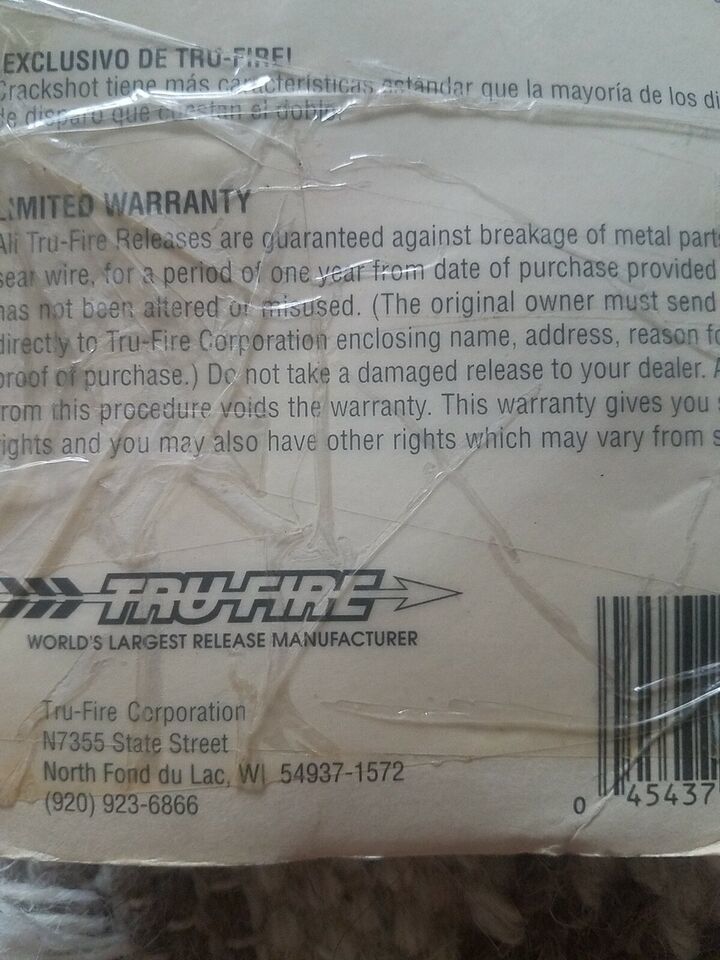 EXCLUSIVO DE TRU-FIRE!
Crackshot tiene más características estándar que la mayoría de los di
de disparo que cuestan el doble.
LIMITED WARRANTY
All Tru-Fire Releases are guaranteed against breakage of metal parts
sear wire, for a period of one year from date of purchase provided
has not been altered or misused. (The original owner must send
directly to Tru-Fire Corporation enclosing name, address, reason fo
proof of purchase.) Do not take a damaged release to your dealer. A
from this procedure voids the warranty. This warranty gives you s
rights and you may also have other rights which may vary from s
TRU-FIRE
WORLD'S LARGEST RELEASE MANUFACTURER
Tru-Fire Corporation
N7355 State Street
North Fond du Lac, WI 54937-1572
(920) 923-6866
0 45437